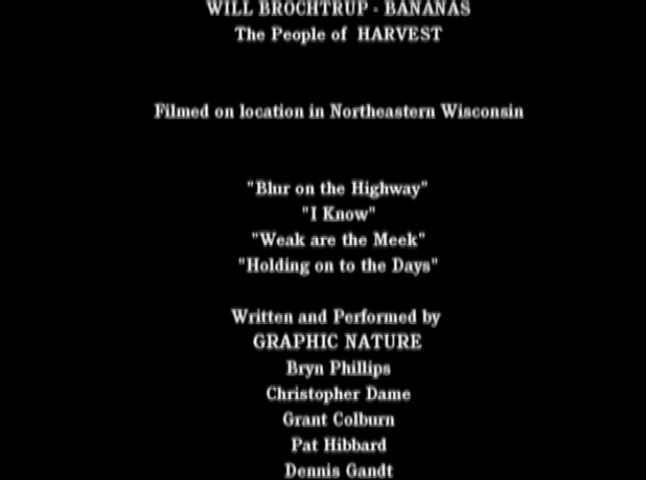 WILL BROCHTRUP - BANANAS
The People of HARVEST
Filmed on location in Northeastern Wisconsin
"Blur on the Highway"
"I Know"
"Weak are the Meek"
"Holding on to the Days"
Written and Performed by
GRAPHIC NATURE
Bryn Phillips
Christopher Dame
Grant Colburn
Pat Hibbard
Dennis Gandt